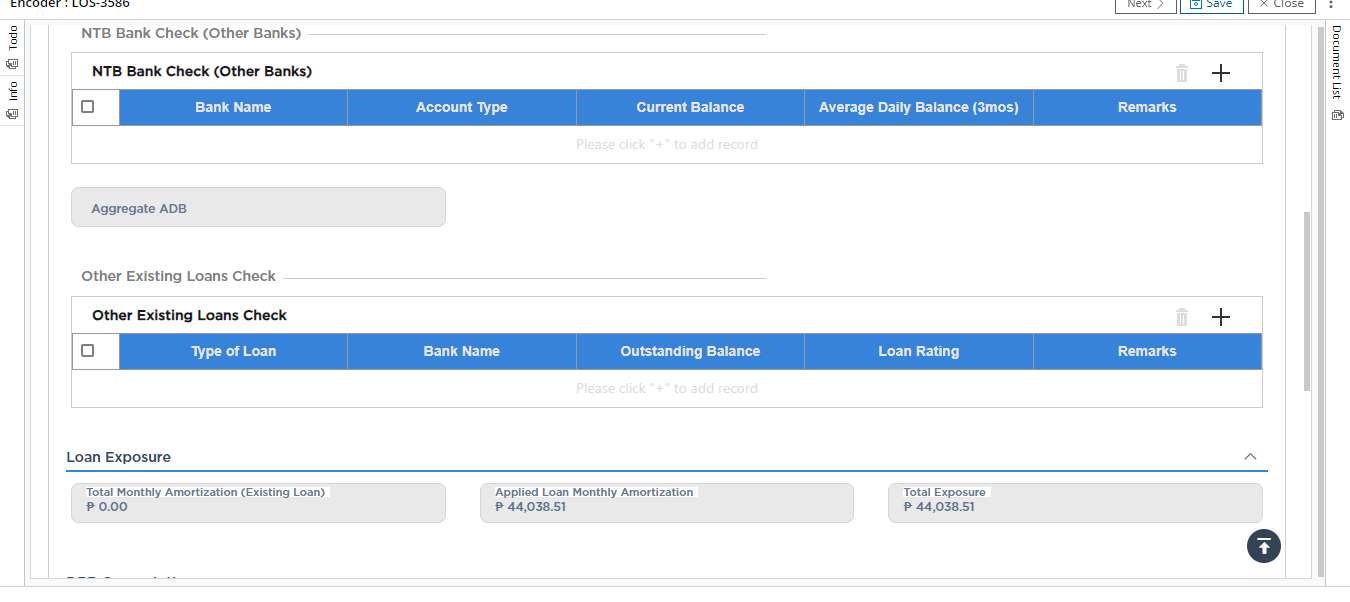 Encoder : LOS-3586
Next
Save
Close
Todo
Info
Document List
NTB Bank Check (Other Banks)
NTB Bank Check (Other Banks)
Bank Name Account Type Current Balance Average Daily Balance (3mos) Remarks
Please click "+" to add record
Aggregate ADB
Other Existing Loans Check
Other Existing Loans Check
Type of Loan Bank Name Outstanding Balance Loan Rating Remarks
Please click "+" to add record
Loan Exposure
Total Monthly Amortization (Existing Loan) Applied Loan Monthly Amortization Total Exposure
₱ 0.00 ₱ 44,038.51 ₱ 44,038.51